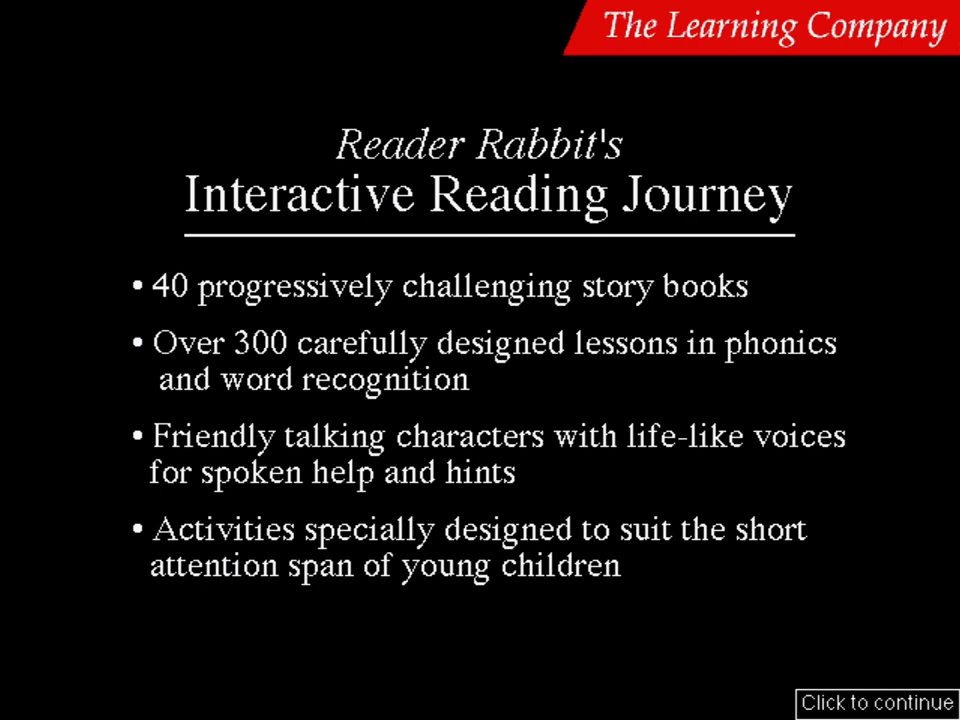 The Learning Company
Reader Rabbit's
Interactive Reading Journey
• 40 progressively challenging story books
• Over 300 carefully designed lessons in phonics
and word recognition
• Friendly talking characters with life-like voices
for spoken help and hints
• Activities specially designed to suit the short
attention span of young children
Click to continue